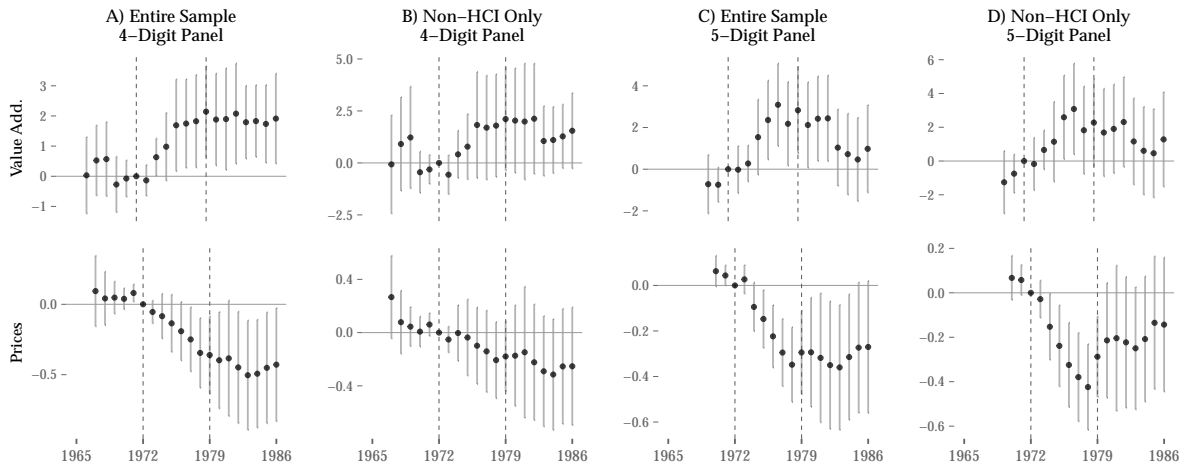 A) Entire Sample
4−Digit Panel
B) Non−HCI Only
4−Digit Panel
C) Entire Sample
5−Digit Panel
D) Non−HCI Only
5−Digit Panel
Value Add.
3
2
1
0
−1
5.0
2.5
0.0
−2.5
4
2
0
−2
6
4
2
0
−2
Prices
0.0
−0.5
0.4
0.0
−0.4
0.0
−0.2
−0.4
−0.6
0.2
0.0
−0.2
−0.4
−0.6
1965 1972 1979 1986
1965 1972 1979 1986
1965 1972 1979 1986
1965 1972 1979 1986